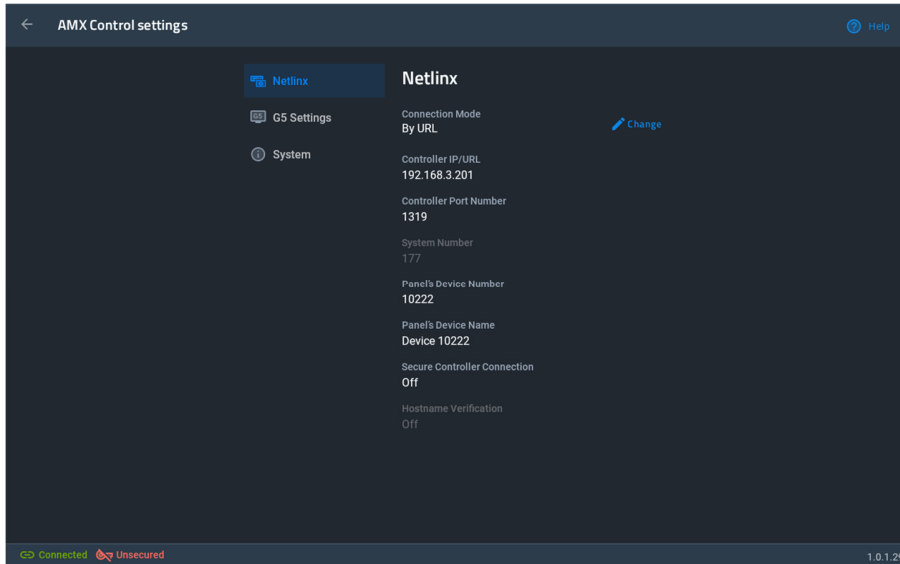 AMX Control settings
Help
Netlinx
G5 Settings
System
Netlinx
Connection Mode
By URL
Change
Controller IP/URL
192.168.3.201
Controller Port Number
1319
System Number
177
Panel's Device Number
10222
Panel's Device Name
Device 10222
Secure Controller Connection
Off
Hostname Verification
Off
Connected Unsecured